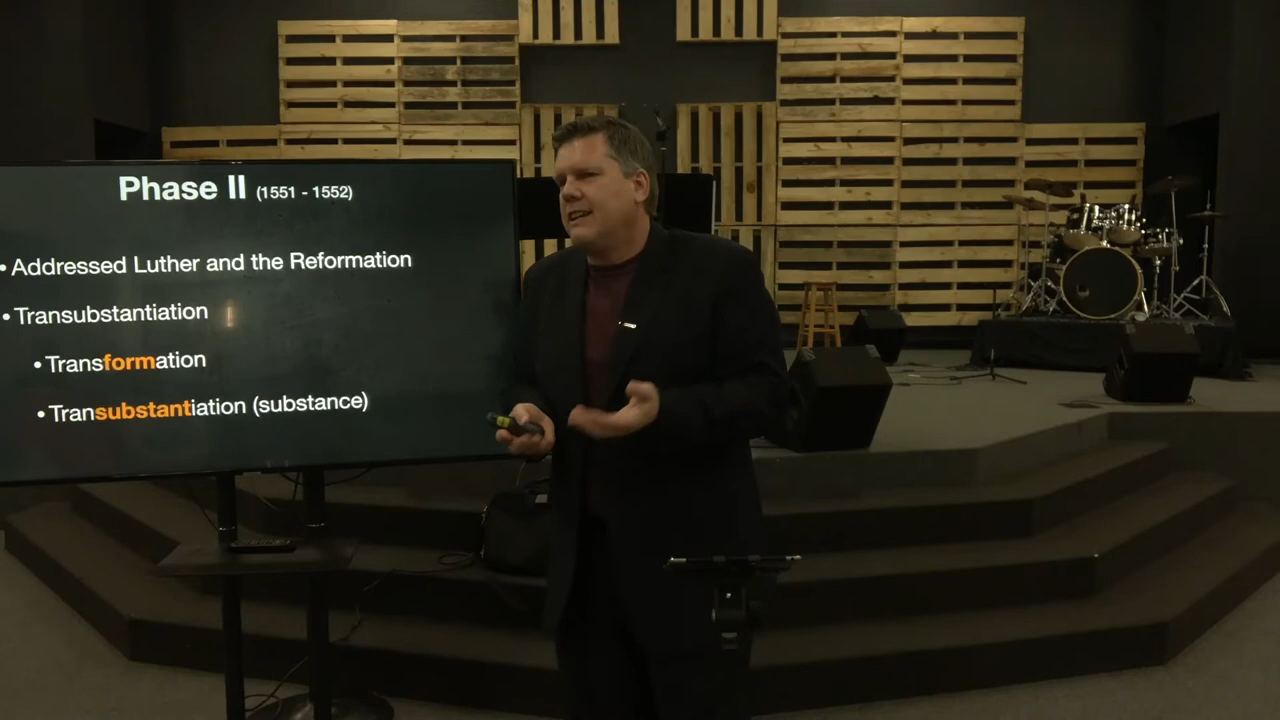 Phase II (1551 - 1552)
• Addressed Luther and the Reformation
• Transubstantiation
• Transformation
• Transubstantiation (substance)